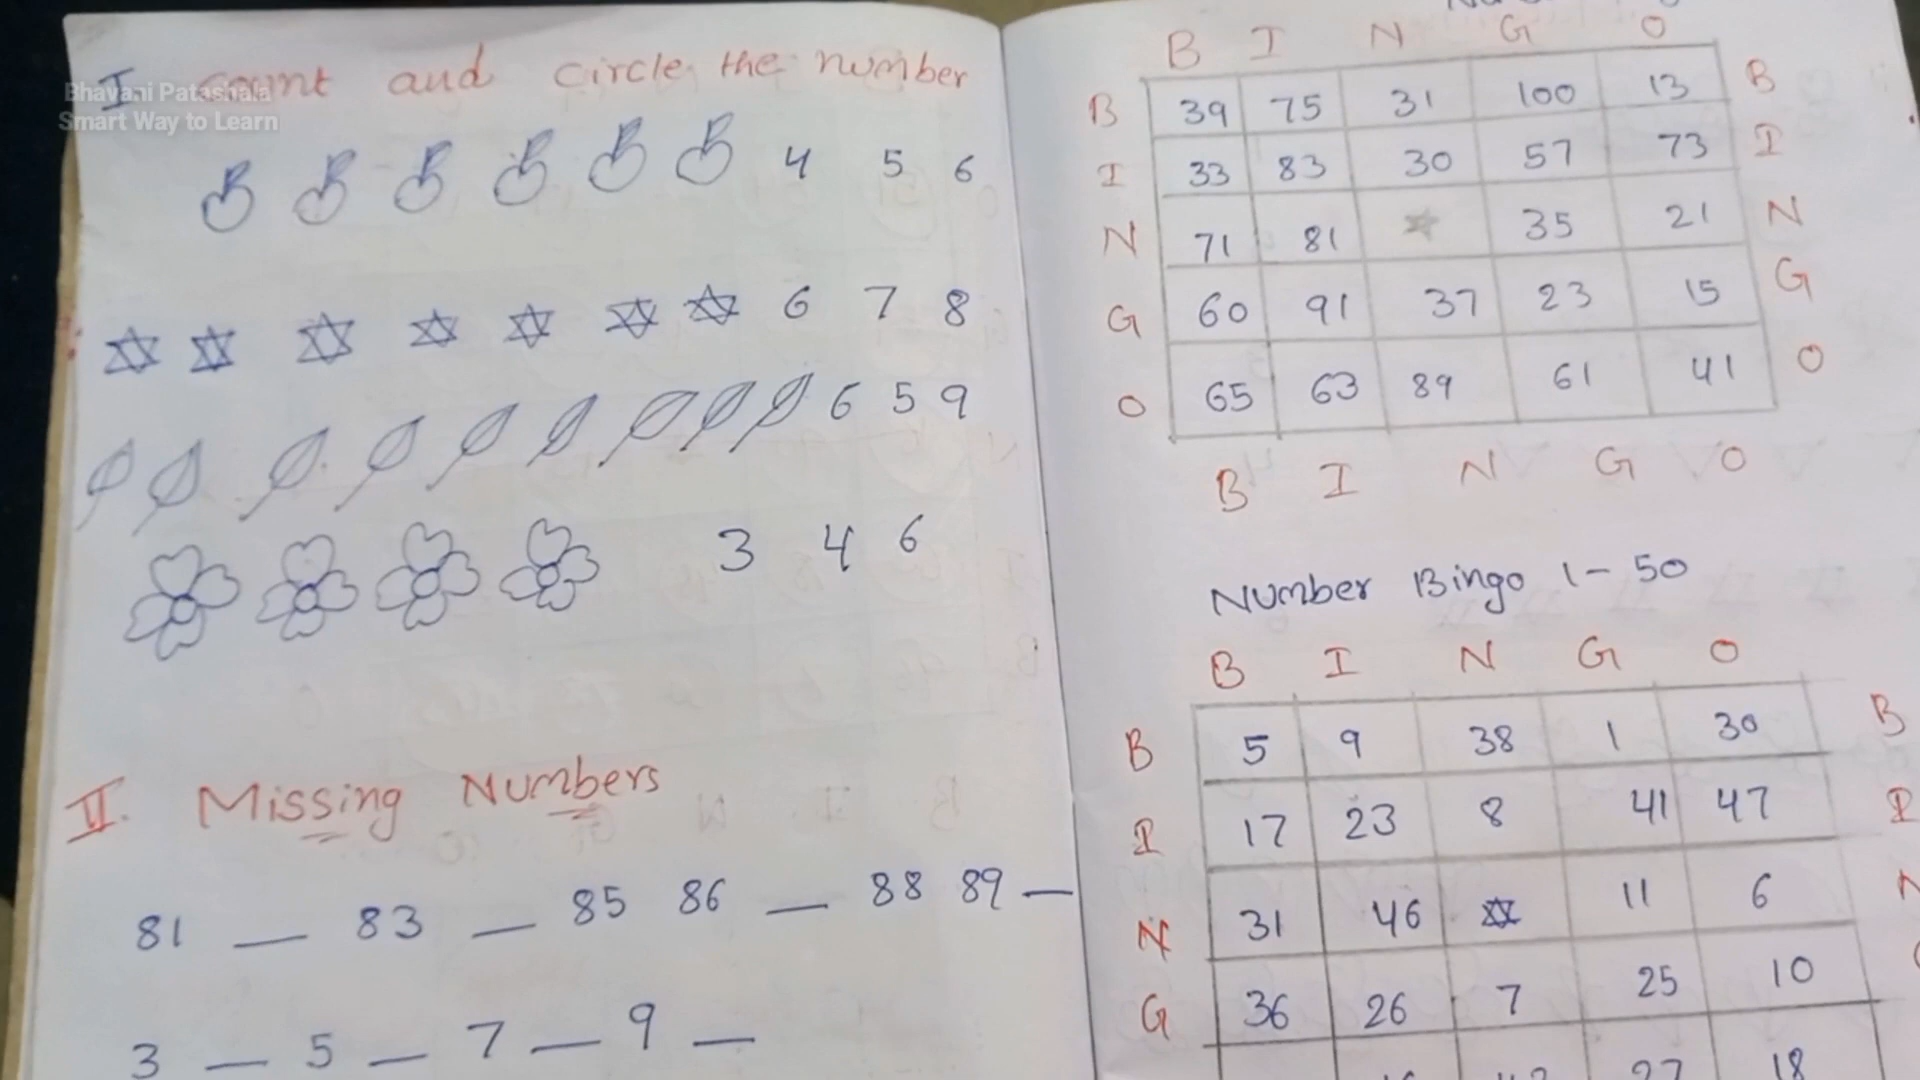 I count and circle the number
4 5 6
6 7 8
6 5 9
3 4 6
II. Missing Numbers
81 __ 83 __ 85 86 __ 88 89 __
3 __ 5 __ 7 __ 9 __
B I N G O
B 39 75 31 100 13 B
I 33 83 30 57 73 I
N 71 81 35 21 N
G 60 91 37 23 15 G
O 65 63 89 61 41 O
B I N G O
Number Bingo 1-50
B I N G O
B 5 9 38 1 30 B
I 17 23 8 41 47 I
N 31 46 11 6 N
G 36 26 7 25 10
27 18
Bhavani Patashala
Smart Way to Learn